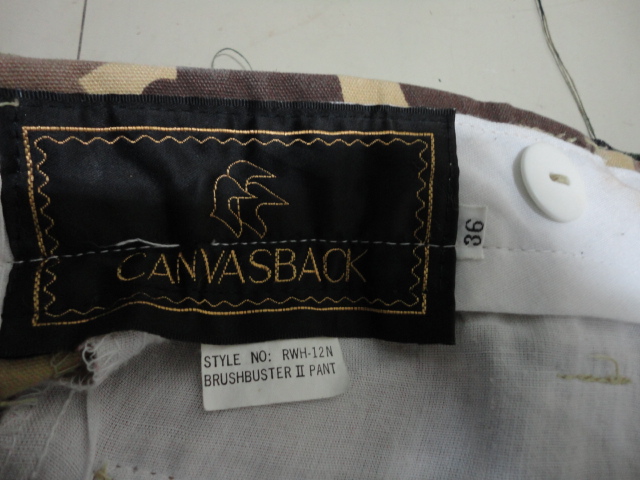 CANVASBACK
36
STYLE NO: RWH-12N
BRUSHBUSTER II PANT